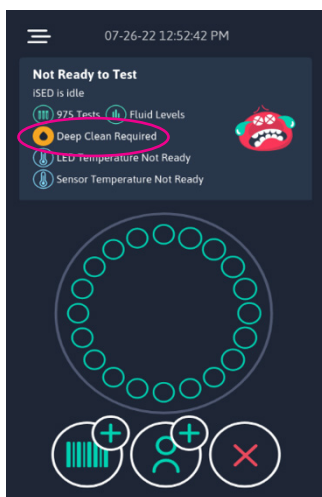 07-26-22 12:52:42 PM
Not Ready to Test
iSED is idle
975 Tests Fluid Levels
Deep Clean Required
LED Temperature Not Ready
Sensor Temperature Not Ready